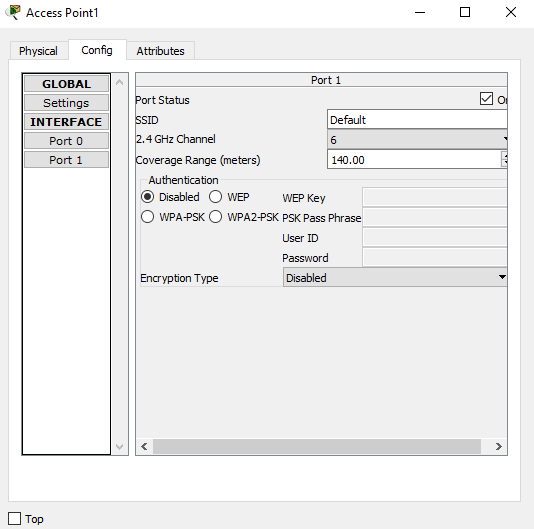 Access Point1
Physical Config Attributes
GLOBAL
Settings
INTERFACE
Port 0
Port 1
Port 1
Port Status
SSID Default
2.4 GHz Channel 6
Coverage Range (meters) 140.00
Authentication
Disabled WEP WEP Key
WPA-PSK WPA2-PSK PSK Pass Phrase
User ID
Password
Encryption Type Disabled
Top